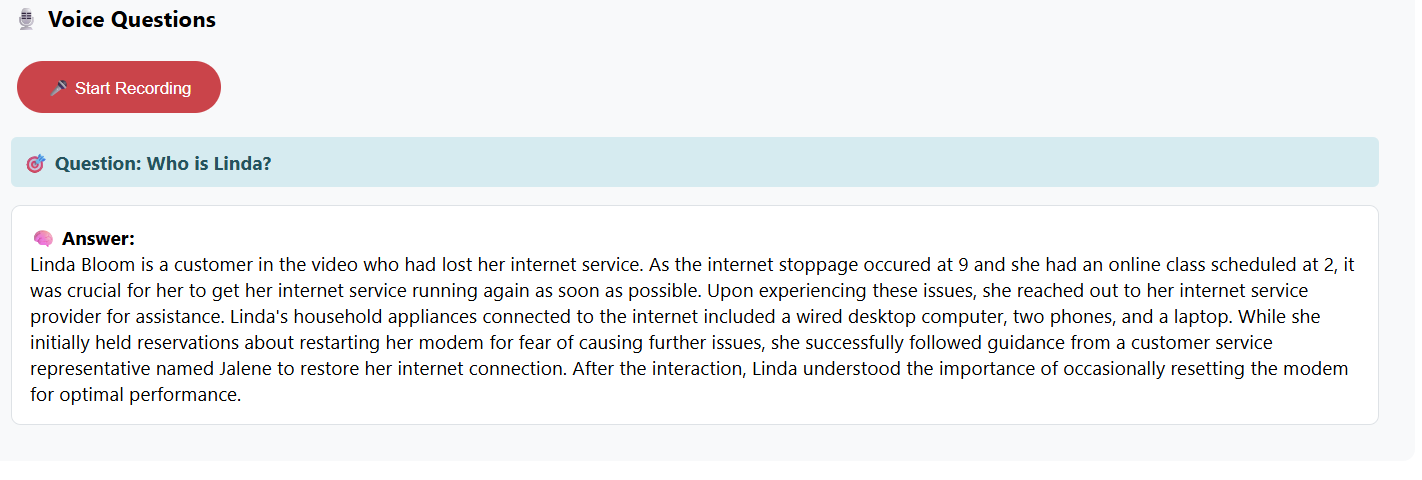 Voice Questions
Start Recording
Question: Who is Linda?
Answer:
Linda Bloom is a customer in the video who had lost her internet service. As the internet stoppage occured at 9 and she had an online class scheduled at 2, it
was crucial for her to get her internet service running again as soon as possible. Upon experiencing these issues, she reached out to her internet service
provider for assistance. Linda's household appliances connected to the internet included a wired desktop computer, two phones, and a laptop. While she
initially held reservations about restarting her modem for fear of causing further issues, she successfully followed guidance from a customer service
representative named Jalene to restore her internet connection. After the interaction, Linda understood the importance of occasionally resetting the modem
for optimal performance.